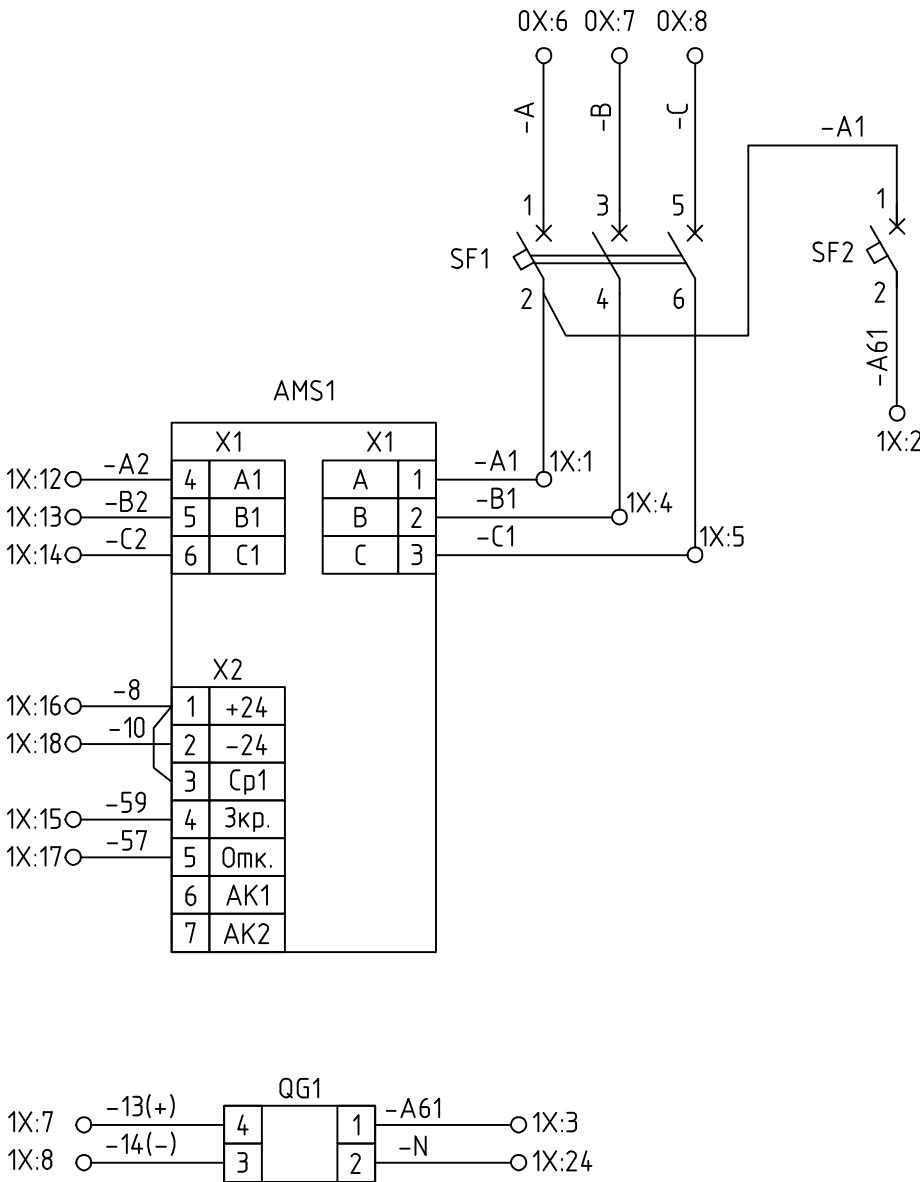 0X:6 0X:7 0X:8
-A -B -C
-A1
1 3 5 1
SF1 SF2
2 4 6 2
-A61
1X:2
AMS1
X1 X1
1X:12 -A2 4 A1 A 1 -A1 1X:1
1X:13 -B2 5 B1 B 2 -B1 1X:4
1X:14 -C2 6 C1 C 3 -C1 1X:5
X2
1X:16 -8 1 +24
1X:18 -10 2 -24
3 Ср1
1X:15 -59 4 Зкр.
1X:17 -57 5 Отк.
6 АК1
7 АК2
QG1
1X:7 -13(+) 4 1 -A61 1X:3
1X:8 -14(-) 3 2 -N 1X:24